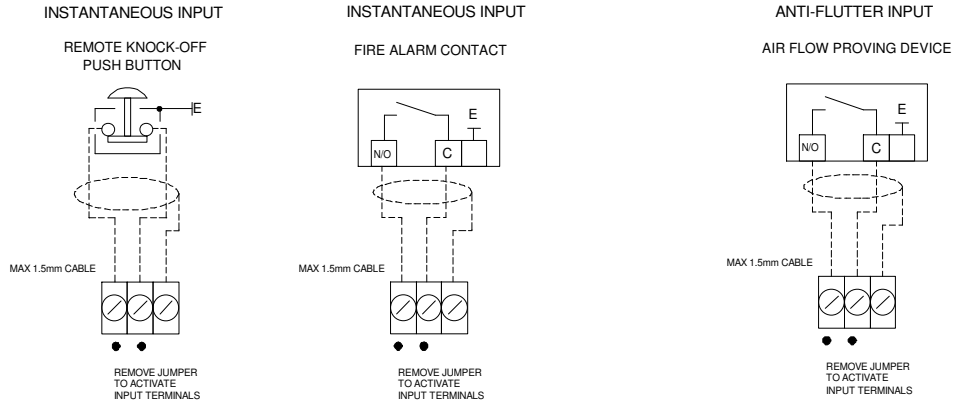 INSTANTANEOUS INPUT
REMOTE KNOCK-OFF
PUSH BUTTON
E
MAX 1.5mm CABLE
REMOVE JUMPER
TO ACTIVATE
INPUT TERMINALS
INSTANTANEOUS INPUT
FIRE ALARM CONTACT
E
N/O
C
MAX 1.5mm CABLE
REMOVE JUMPER
TO ACTIVATE
INPUT TERMINALS
ANTI-FLUTTER INPUT
AIR FLOW PROVING DEVICE
E
N/O
C
MAX 1.5mm CABLE
REMOVE JUMPER
TO ACTIVATE
INPUT TERMINALS